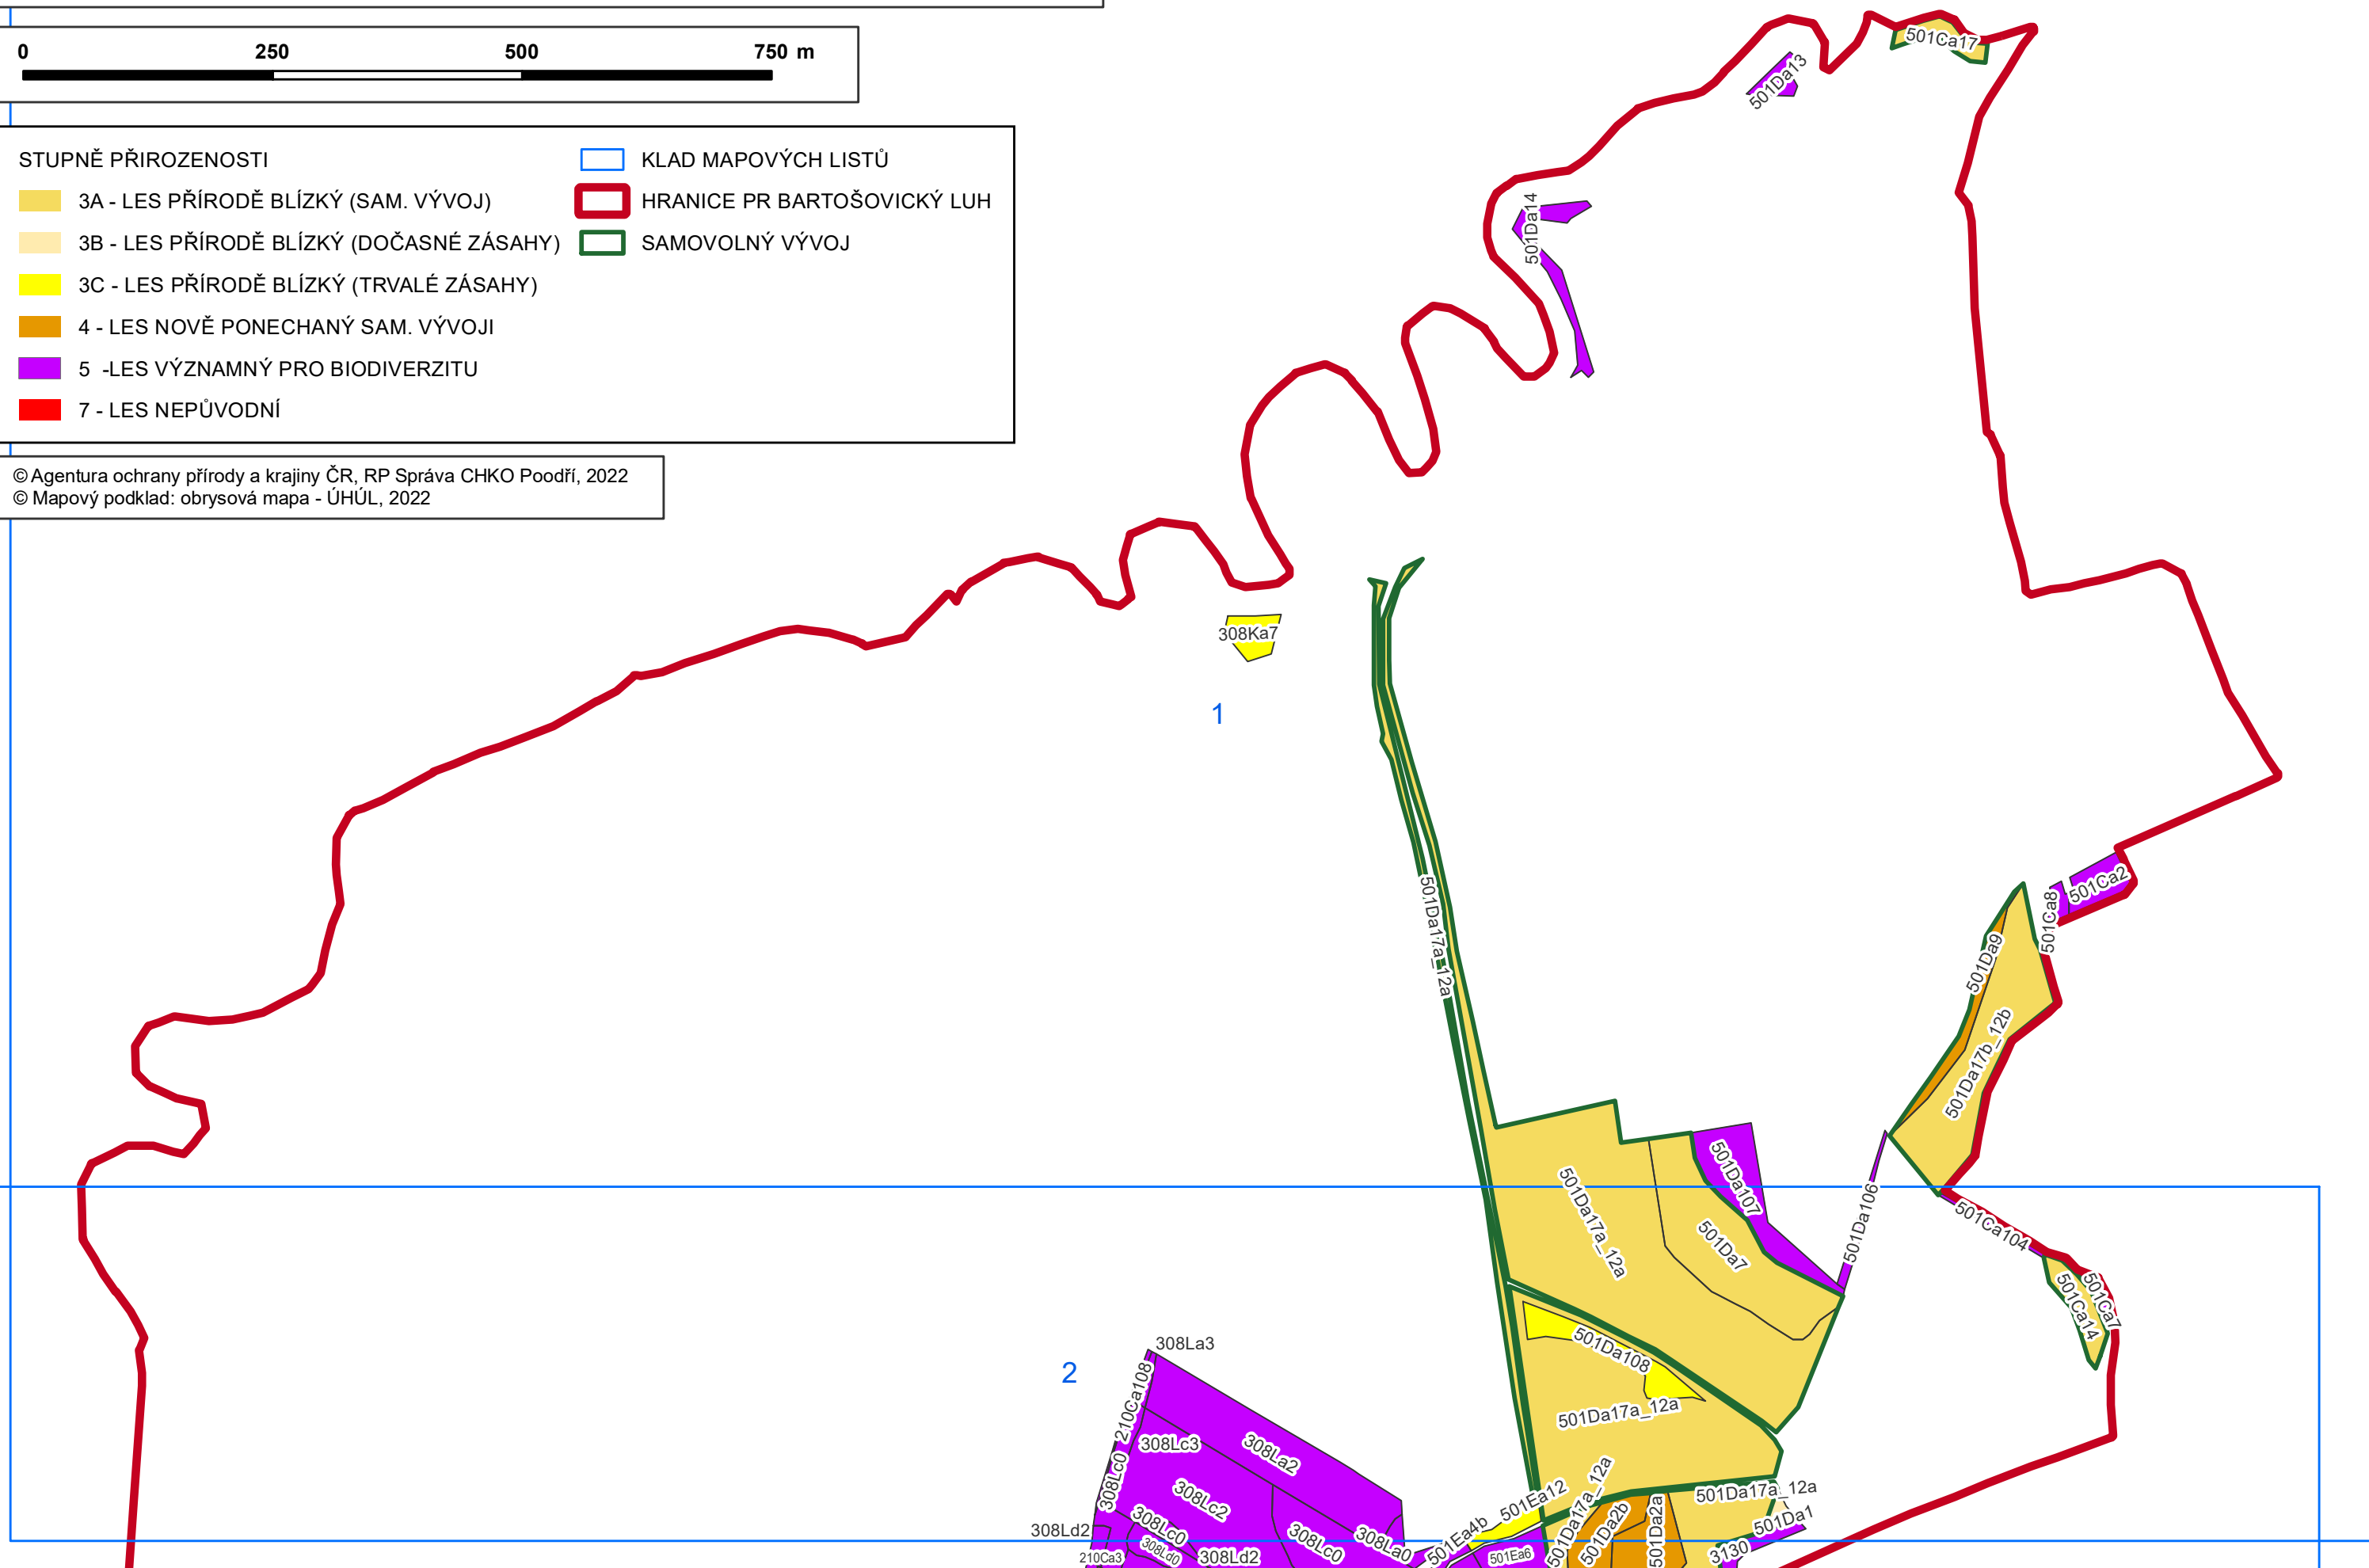 0 250 500 750 m
STUPNĚ PŘIROZENOSTI
3A - LES PŘÍRODĚ BLÍZKÝ (SAM. VÝVOJ)
3B - LES PŘÍRODĚ BLÍZKÝ (DOČASNÉ ZÁSAHY)
3C - LES PŘÍRODĚ BLÍZKÝ (TRVALÉ ZÁSAHY)
4 - LES NOVĚ PONECHANÝ SAM. VÝVOJI
5 -LES VÝZNAMNÝ PRO BIODIVERZITU
7 - LES NEPŮVODNÍ
KLAD MAPOVÝCH LISTŮ
HRANICE PR BARTOŠOVICKÝ LUH
SAMOVOLNÝ VÝVOJ
© Agentura ochrany přírody a krajiny ČR, RP Správa CHKO Poodří, 2022
© Mapový podklad: obrysová mapa - ÚHÚL, 2022
501Ca17
501Da13
501Da14
308Ka7
1
501Da17a_12a
501Ca2
501Ca8
501Da9
501Da17b_12b
501Da107
501Da17a_12a
501Da7
501Da106
501Ca104
501Ca7
501Ca14
501Da108
501Da17a_12a
2
308La3
210Ca108
308Lc3
308La2
308Lc0
308Lc2
308Lc0
308Ld2
210Ca3
308Ld0
308Ld2
308Lc0
308La0
501Ea4b
501Ea12
501Ea6
501Da17a_12a
501Da2b
501Da2a
501Da17a_12a
501Da1
3130